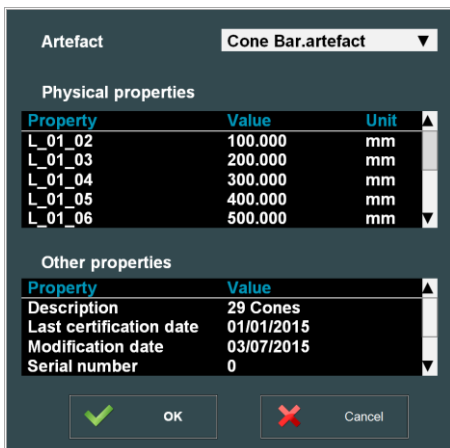 Artefact Cone Bar.artefact ▼
Physical properties
Property Value Unit
L_01_02 100.000 mm
L_01_03 200.000 mm
L_01_04 300.000 mm
L_01_05 400.000 mm
L_01_06 500.000 mm
Other properties
Property Value
Description 29 Cones
Last certification date 01/01/2015
Modification date 03/07/2015
Serial number 0
OK Cancel